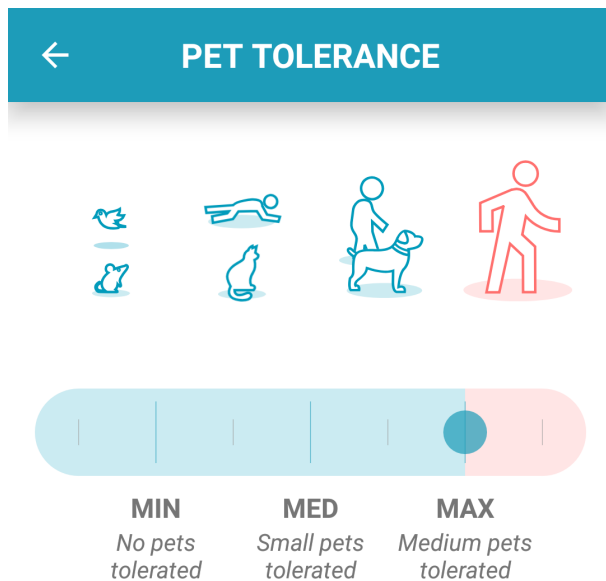 PET TOLERANCE
MIN MED MAX
No pets Small pets Medium pets
tolerated tolerated tolerated